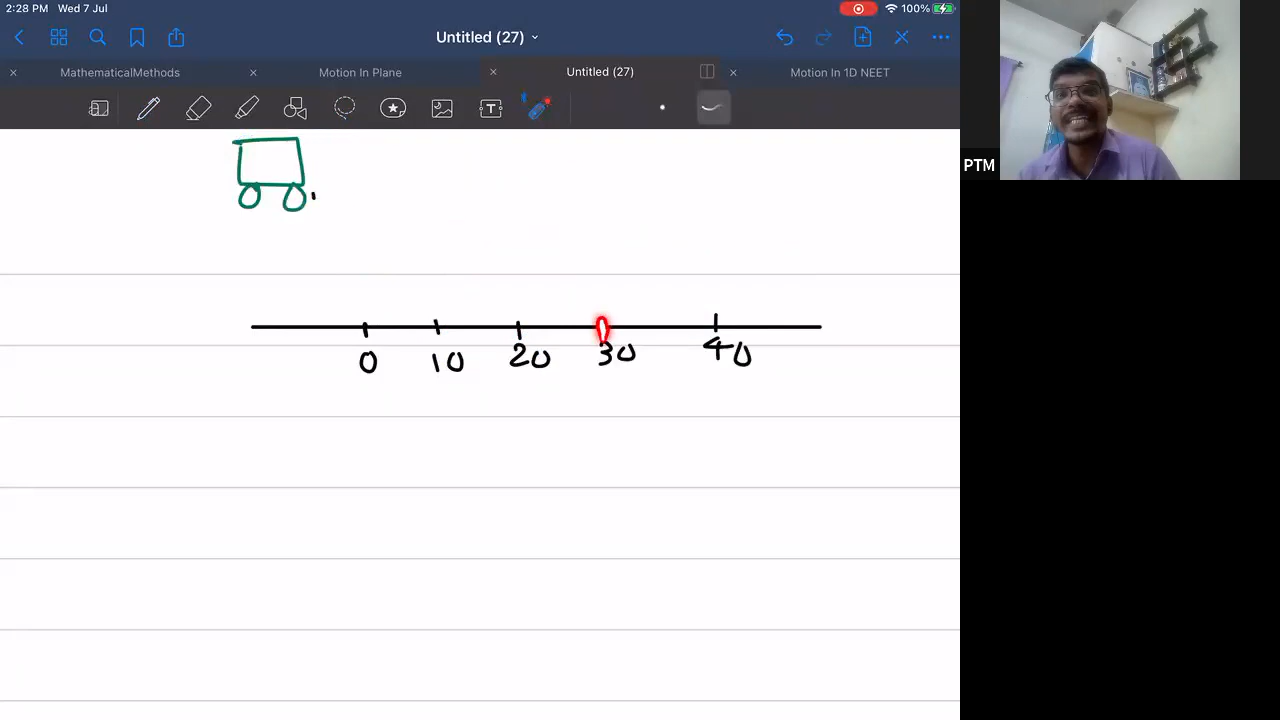 2:28 PM Wed 7 Jul
100%
Untitled (27)
MathematicalMethods
Motion In Plane
Untitled (27)
Motion In 1D NEET
T
PTM
0 10 20 30 40